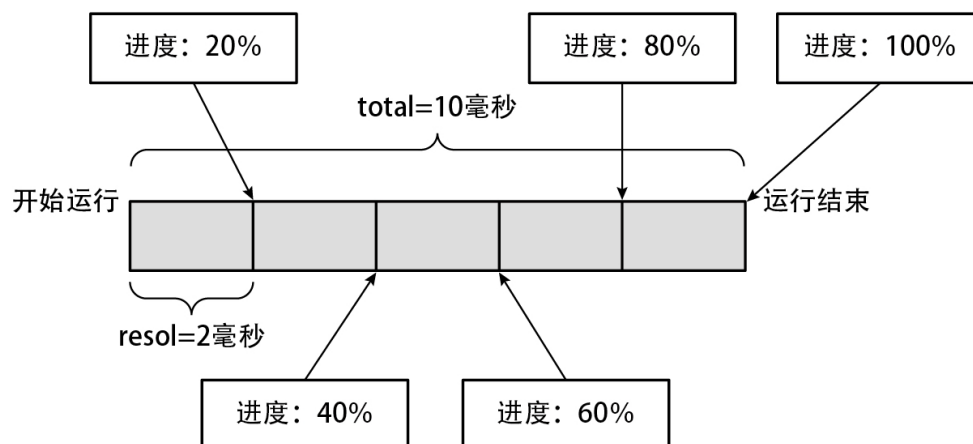 进度：20%
进度：80%
进度：100%
total=10毫秒
开始运行
运行结束
resol=2毫秒
进度：40%
进度：60%